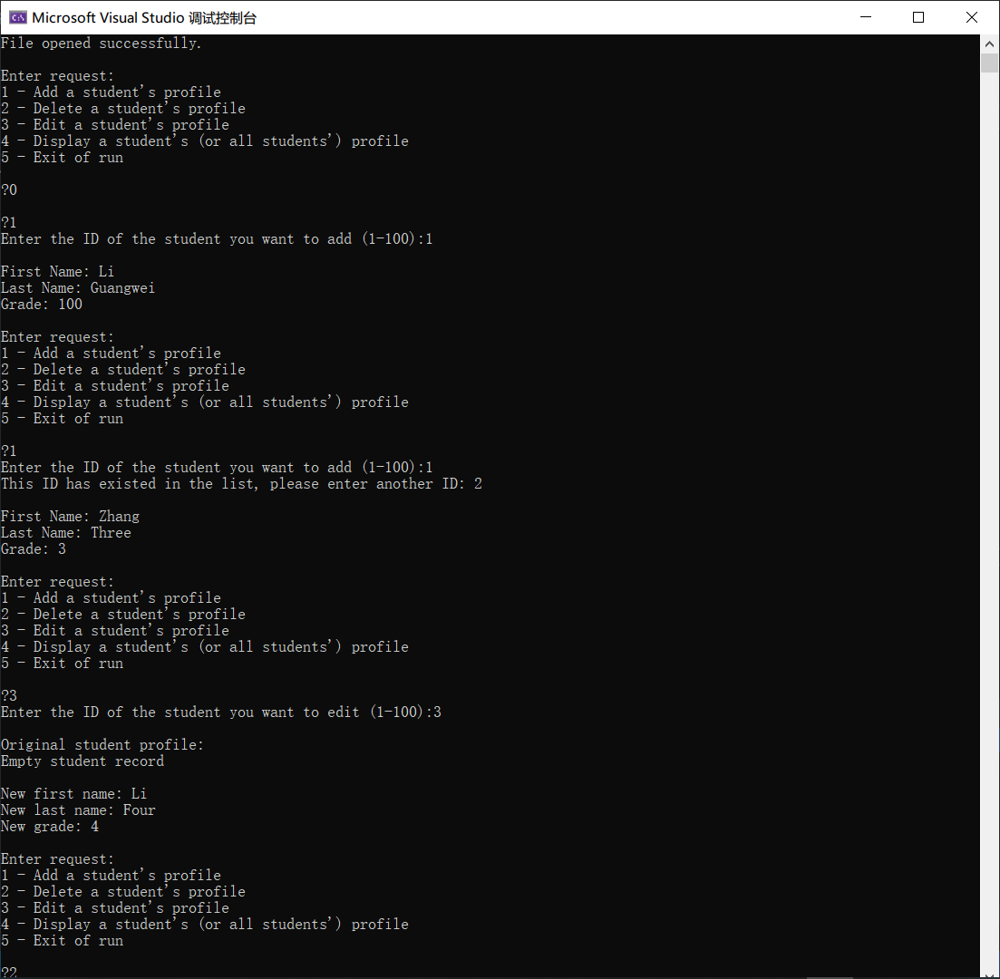 Microsoft Visual Studio 调试控制台
File opened successfully.
Enter request:
1 - Add a student's profile
2 - Delete a student's profile
3 - Edit a student's profile
4 - Display a student's (or all students') profile
5 - Exit of run
?0
?1
Enter the ID of the student you want to add (1-100):1
First Name: Li
Last Name: Guangwei
Grade: 100
Enter request:
1 - Add a student's profile
2 - Delete a student's profile
3 - Edit a student's profile
4 - Display a student's (or all students') profile
5 - Exit of run
?1
Enter the ID of the student you want to add (1-100):1
This ID has existed in the list, please enter another ID: 2
First Name: Zhang
Last Name: Three
Grade: 3
Enter request:
1 - Add a student's profile
2 - Delete a student's profile
3 - Edit a student's profile
4 - Display a student's (or all students') profile
5 - Exit of run
?3
Enter the ID of the student you want to edit (1-100):3
Original student profile:
Empty student record
New first name: Li
New last name: Four
New grade: 4
Enter request:
1 - Add a student's profile
2 - Delete a student's profile
3 - Edit a student's profile
4 - Display a student's (or all students') profile
5 - Exit of run
?2